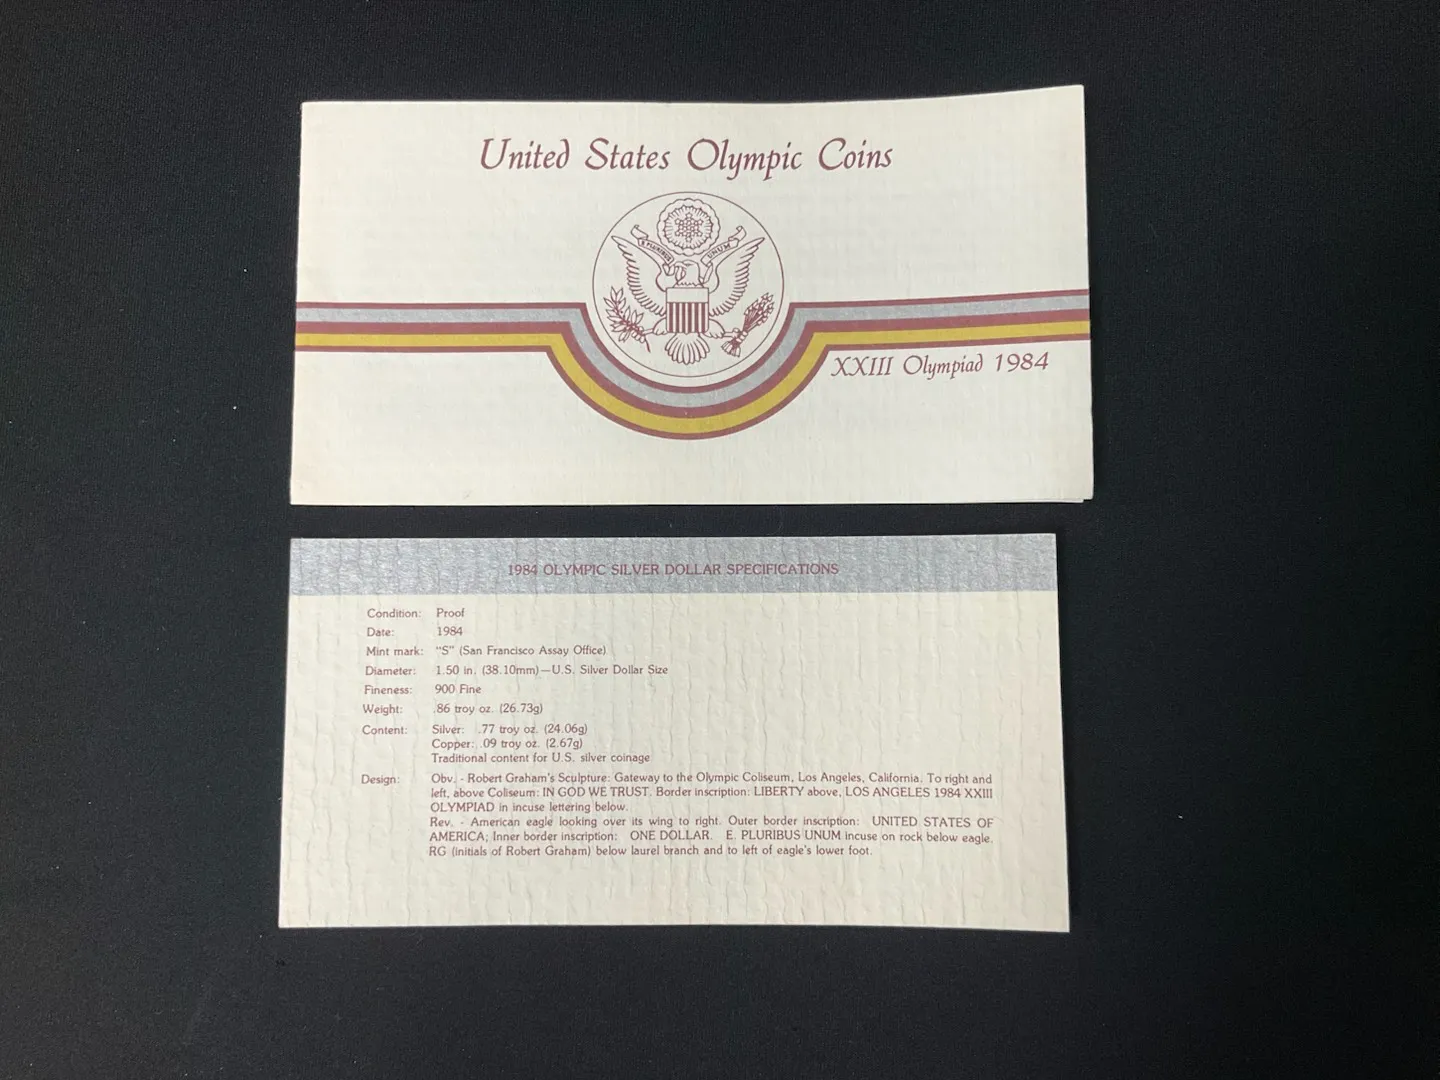 United States Olympic Coins
E PLURIBUS UNUM
XXIII Olympiad 1984
1984 OLYMPIC SILVER DOLLAR SPECIFICATIONS
Condition: Proof
Date: 1984
Mint mark: "S" (San Francisco Assay Office)
Diameter: 1.50 in. (38.10mm)—U.S. Silver Dollar Size
Fineness: 900 Fine
Weight: .86 troy oz. (26.73g)
Content: Silver: .77 troy oz. (24.06g)
Copper: .09 troy oz. (2.67g)
Traditional content for U.S. silver coinage
Design: Obv. - Robert Graham's Sculpture: Gateway to the Olympic Coliseum, Los Angeles, California. To right and
left, above Coliseum: IN GOD WE TRUST. Border inscription: LIBERTY above, LOS ANGELES 1984 XXIII
OLYMPIAD in incuse lettering below.
Rev. - American eagle looking over its wing to right. Outer border inscription: UNITED STATES OF
AMERICA; Inner border inscription: ONE DOLLAR. E. PLURIBUS UNUM incuse on rock below eagle.
RG (initials of Robert Graham) below laurel branch and to left of eagle's lower foot.